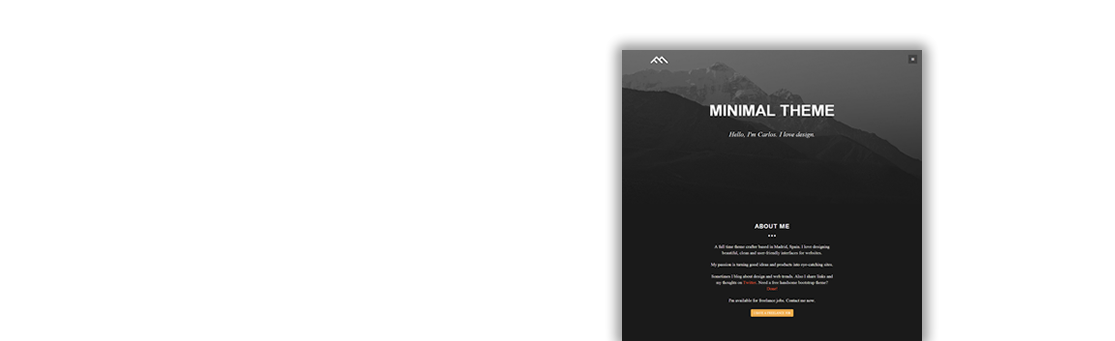 MINIMAL THEME
Hello, I'm Carlos. I love design.
ABOUT ME
A full time theme crafter based in Madrid, Spain. I love designing
beautiful, clean and user-friendly interfaces for websites.
My passion is turning good ideas and products into eye-catching sites.
Sometimes I blog about design and web trends. Also I share links and
my thoughts on Twitter. Need a free handsome bootstrap theme?
Done!
I'm available for freelance jobs. Contact me now.